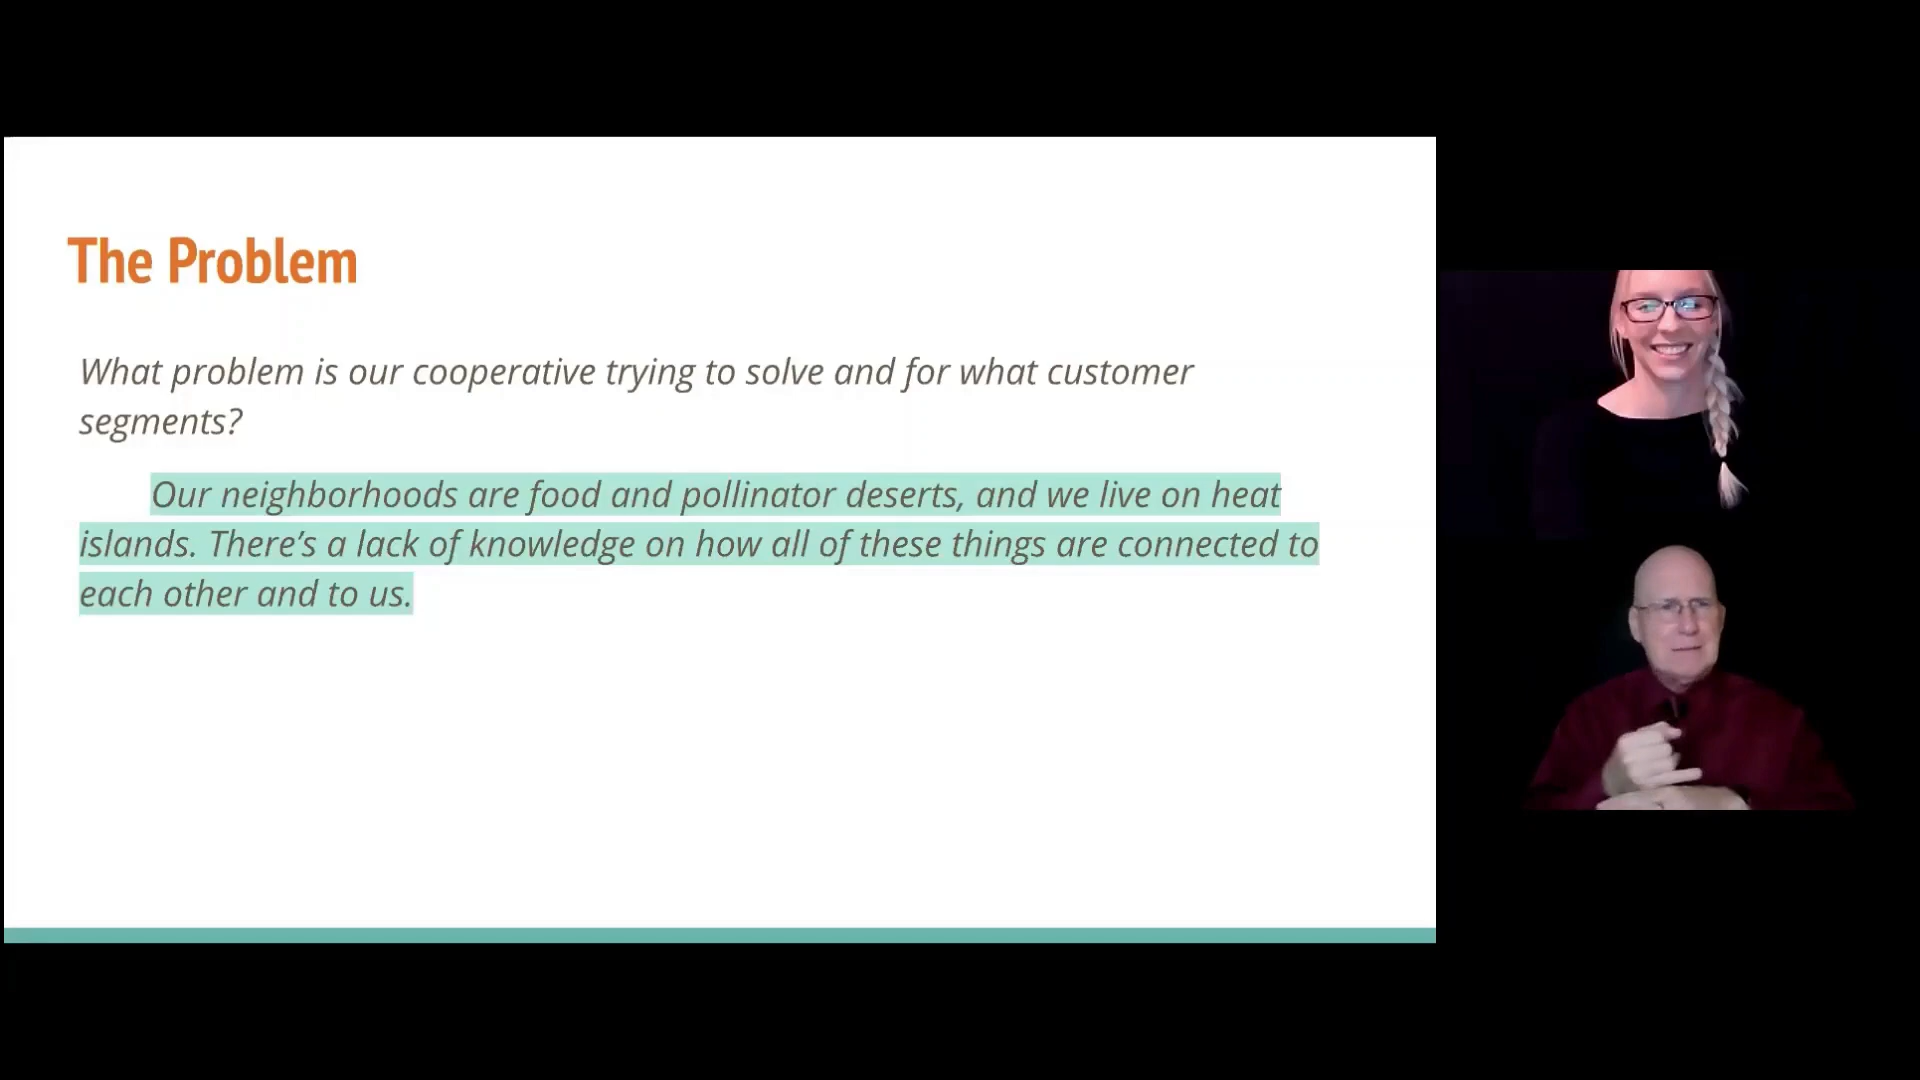 The Problem
What problem is our cooperative trying to solve and for what customer
segments?
Our neighborhoods are food and pollinator deserts, and we live on heat
islands. There’s a lack of knowledge on how all of these things are connected to
each other and to us.